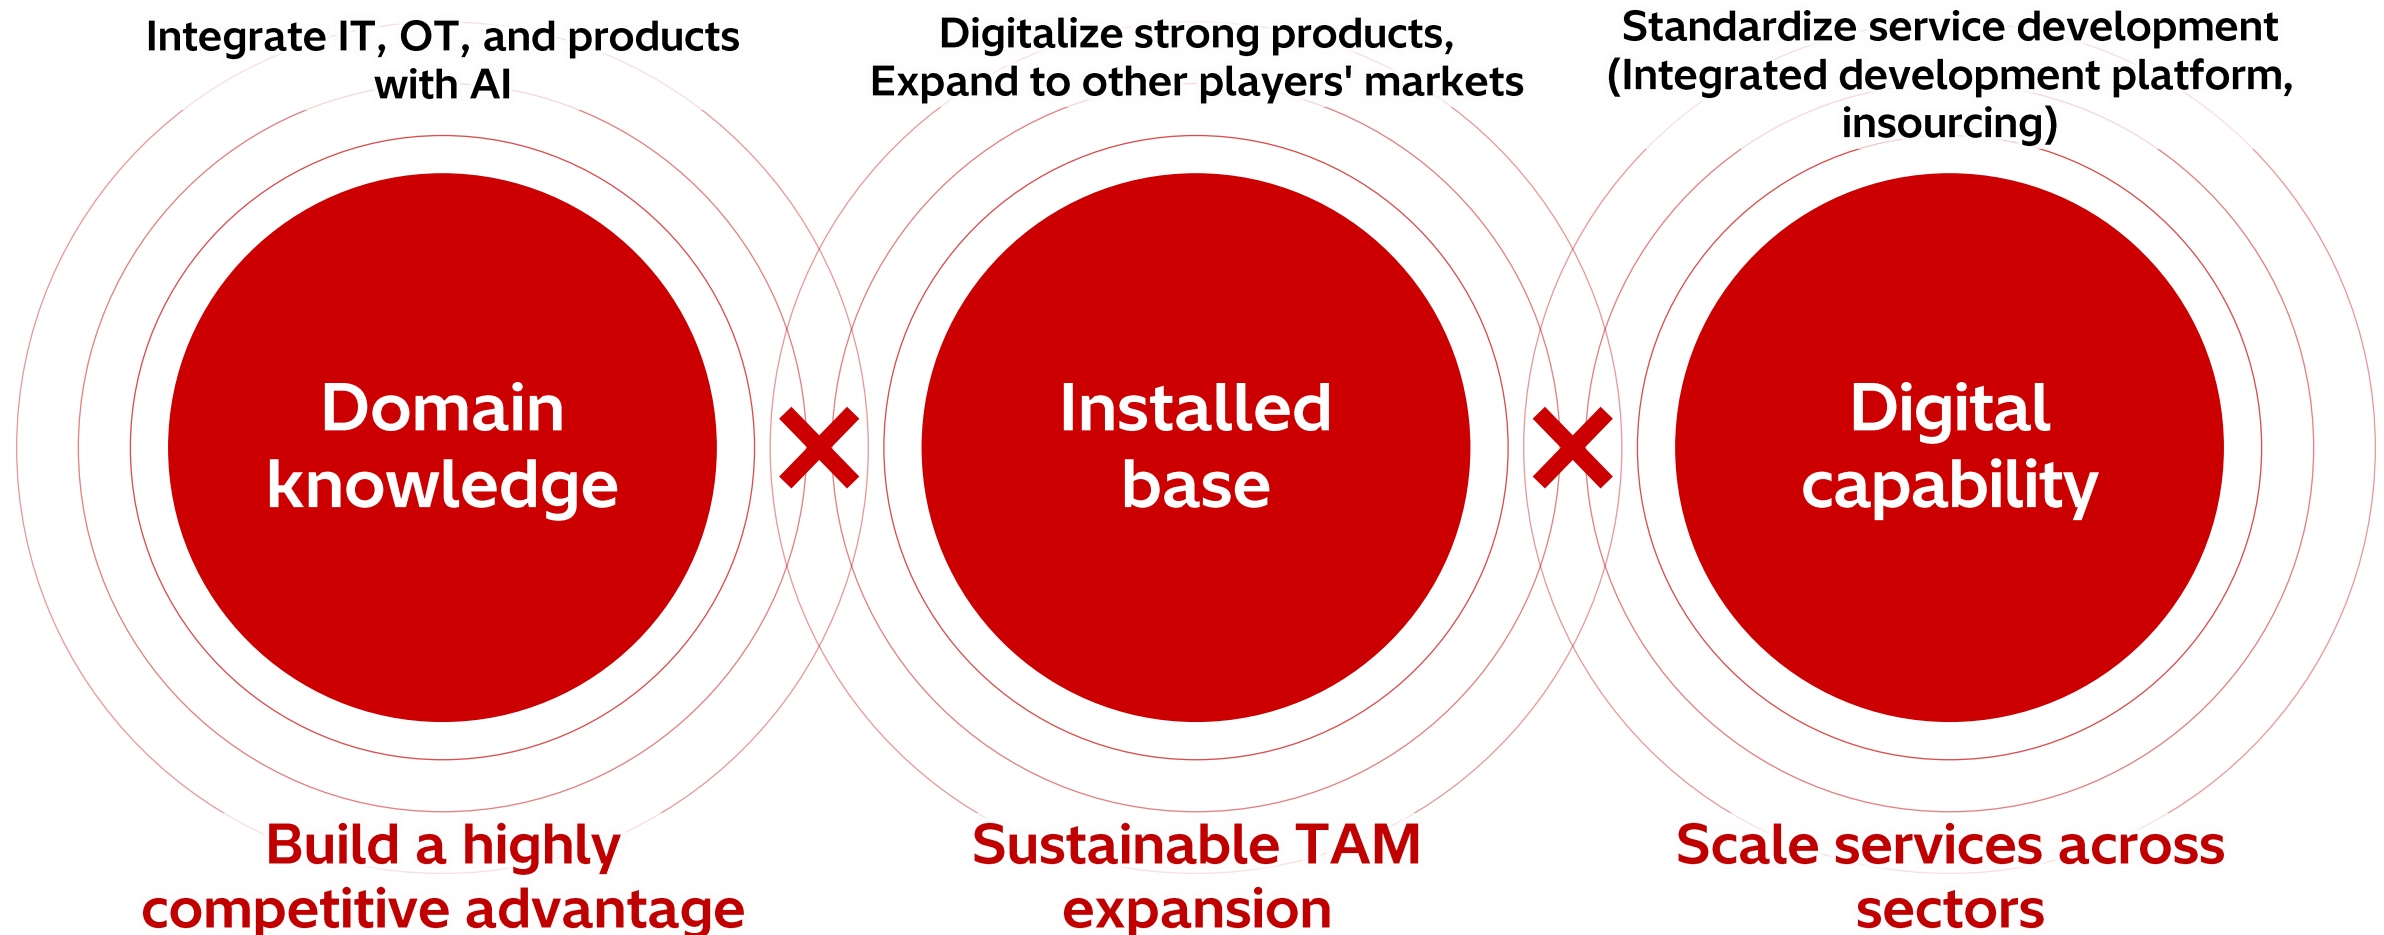 Integrate IT, OT, and products
with AI
Domain
knowledge
Build a highly
competitive advantage
Digitalize strong products,
Expand to other players' markets
Installed
base
Sustainable TAM
expansion
Standardize service development
(Integrated development platform,
insourcing)
Digital
capability
Scale services across
sectors